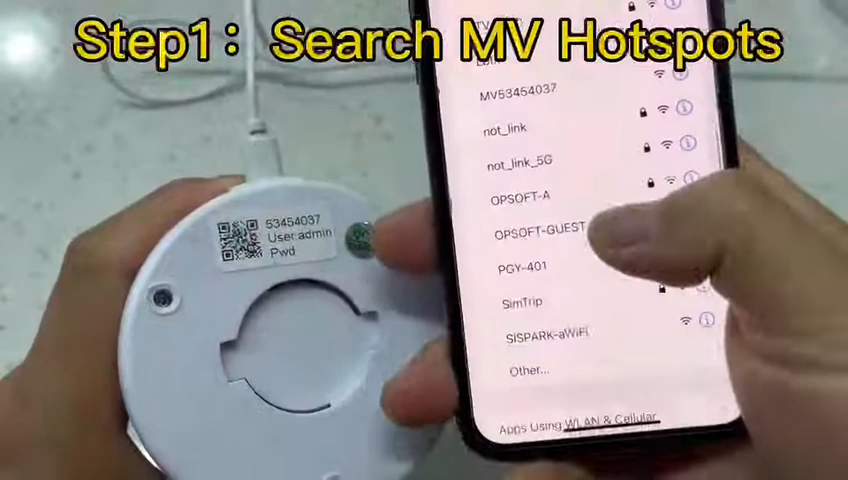 Step1：Search MV Hotspots
MV53454037
not_link
not_link_5G
OPSOFT-A
OPSOFT-GUEST
PGY-401
SimTrip
SISPARK-aWiFi
Other...
Apps Using WLAN & Cellular
53454037
User:admin
Pwd